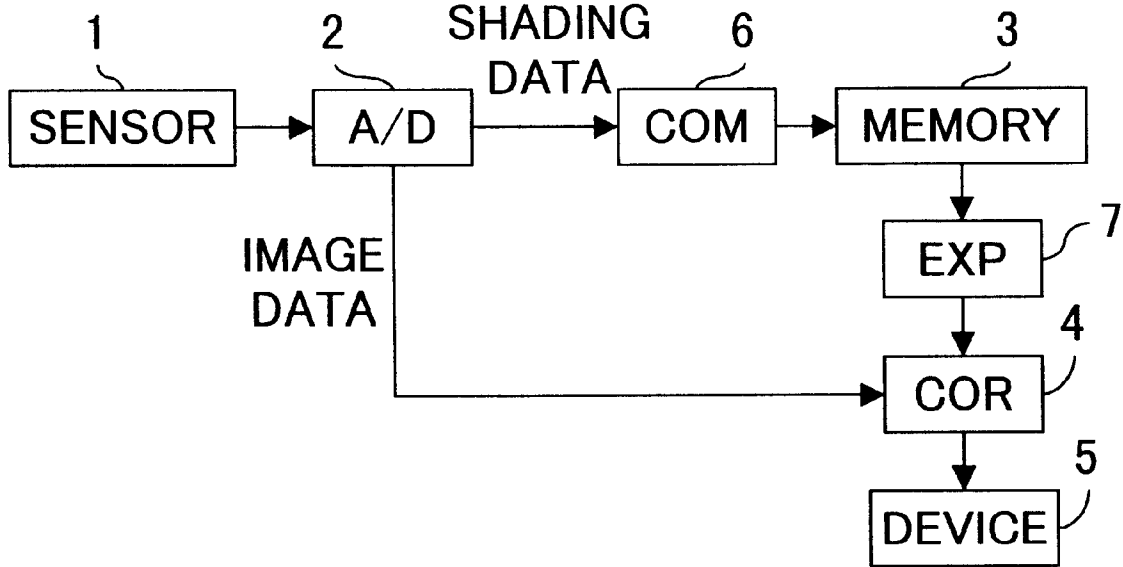 1
2
SHADING
DATA
6
3
SENSOR
A/D
COM
MEMORY
IMAGE
DATA
7
EXP
4
COR
5
DEVICE